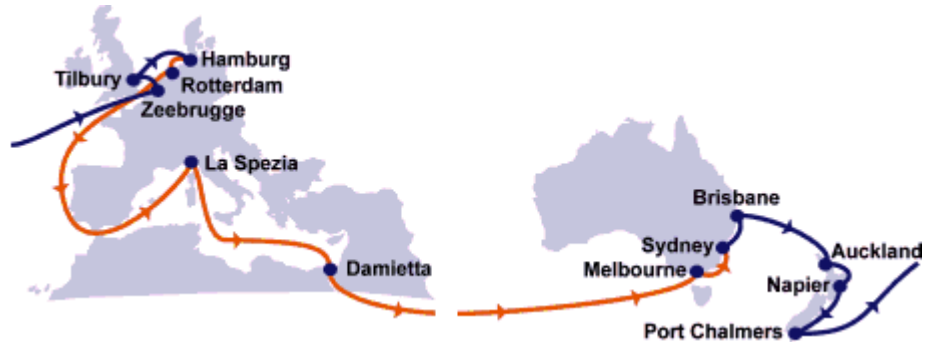 Hamburg
Tilbury
Rotterdam
Zeebrugge
La Spezia
Damietta
Brisbane
Sydney
Auckland
Melbourne
Napier
Port Chalmers